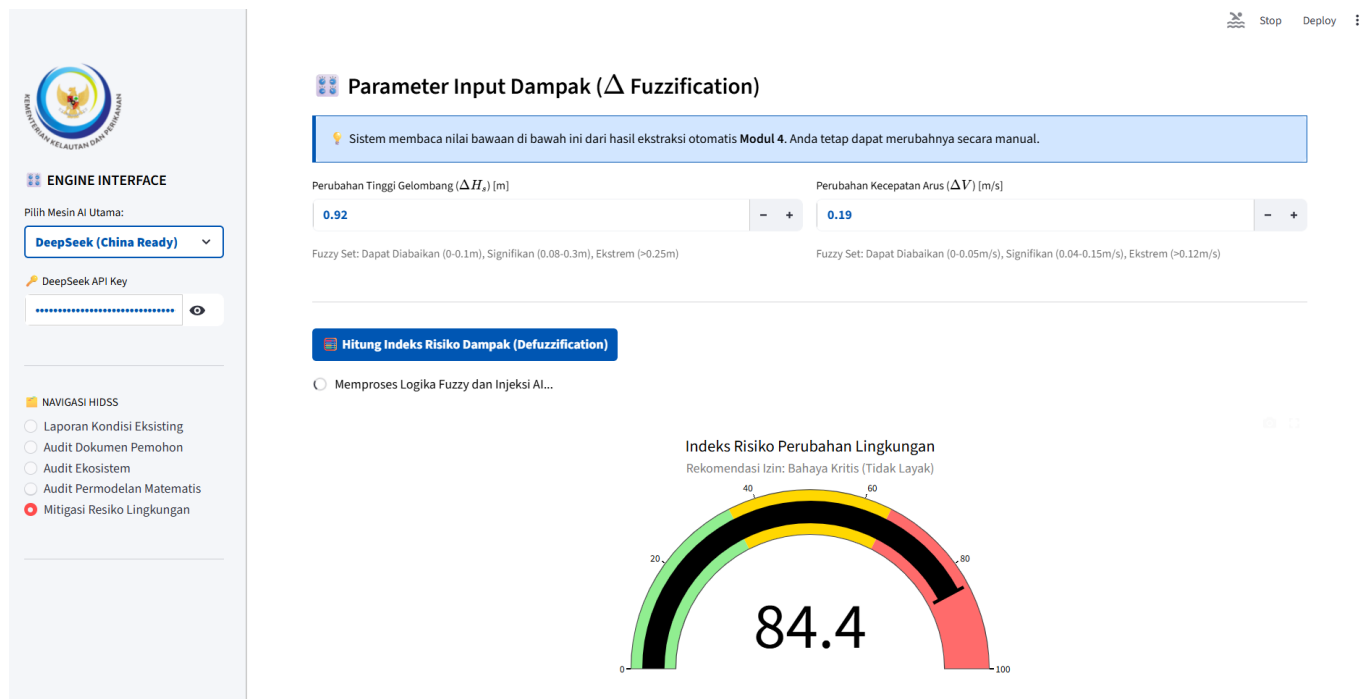 Stop Deploy
KEMENTERIAN KELAUTAN DAN PERIKANAN
ENGINE INTERFACE
Pilih Mesin AI Utama:
DeepSeek (China Ready)
DeepSeek API Key
••••••••••••••••••••••••••••••••
NAVIGASI HIDSS
Laporan Kondisi Eksisting
Audit Dokumen Pemohon
Audit Ekosistem
Audit Permodelan Matematis
Mitigasi Resiko Lingkungan
Parameter Input Dampak (Δ Fuzzification)
Sistem membaca nilai bawaan di bawah ini dari hasil ekstraksi otomatis Modul 4. Anda tetap dapat merubahnya secara manual.
Perubahan Tinggi Gelombang (ΔHₛ) [m]
0.92 − +
Fuzzy Set: Dapat Diabaikan (0-0.1m), Signifikan (0.08-0.3m), Ekstrem (>0.25m)
Perubahan Kecepatan Arus (ΔV) [m/s]
0.19 − +
Fuzzy Set: Dapat Diabaikan (0-0.05m/s), Signifikan (0.04-0.15m/s), Ekstrem (>0.12m/s)
Hitung Indeks Risiko Dampak (Defuzzification)
Memproses Logika Fuzzy dan Injeksi AI...
Indeks Risiko Perubahan Lingkungan
Rekomendasi Izin: Bahaya Kritis (Tidak Layak)
40 60
20 80
84.4
0 100